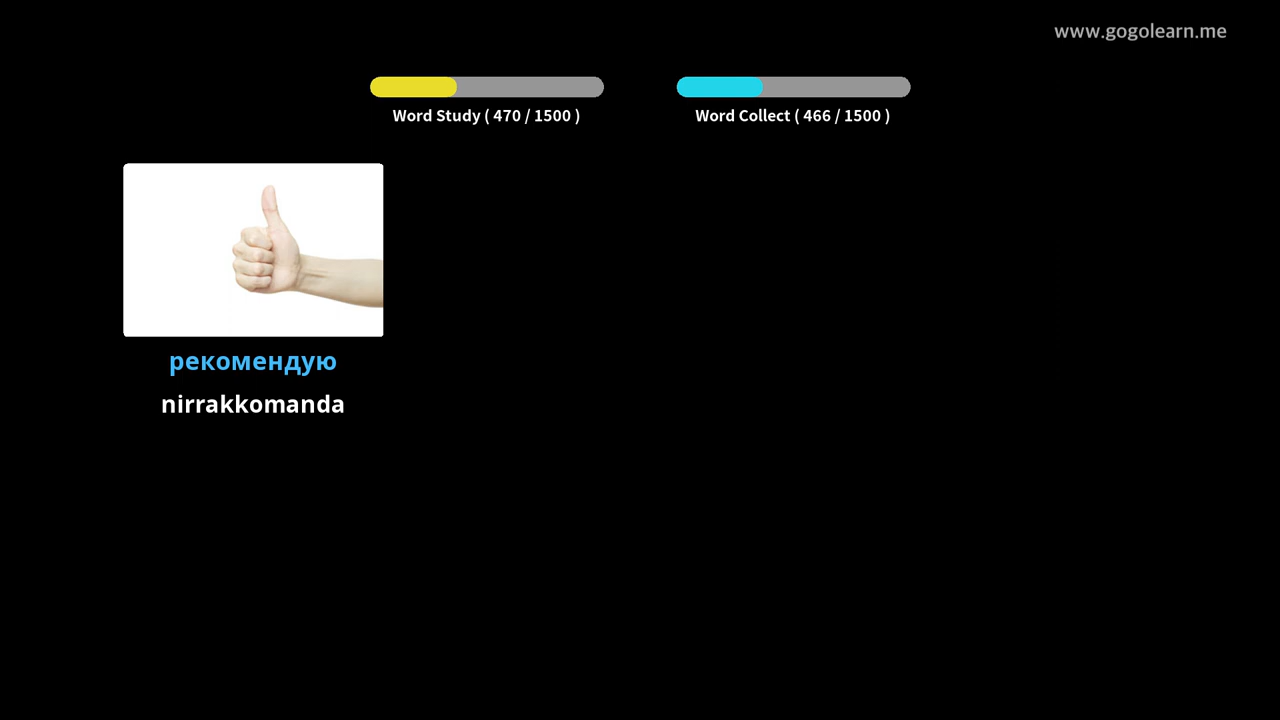 www.gogolearn.me
Word Study ( 470 / 1500 )
Word Collect ( 466 / 1500 )
рекомендую
nirrakkomanda